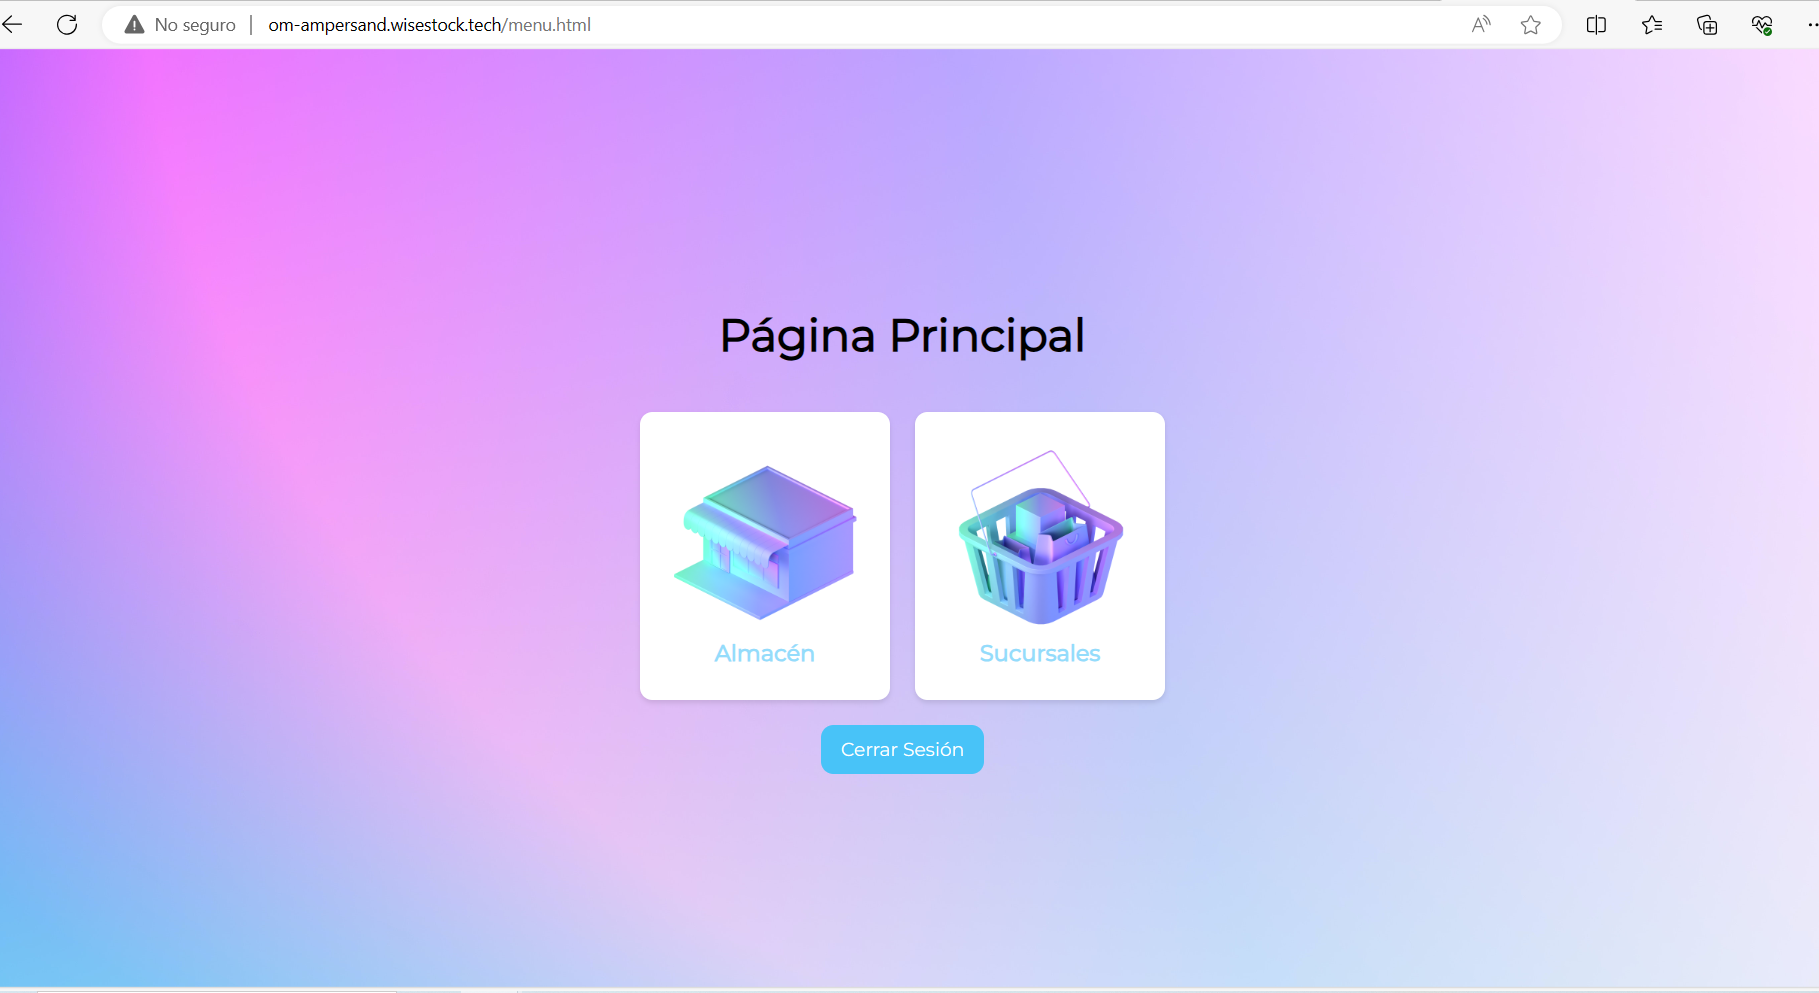 No seguro | om-ampersand.wisestock.tech/menu.html
Página Principal
Almacén
Sucursales
Cerrar Sesión